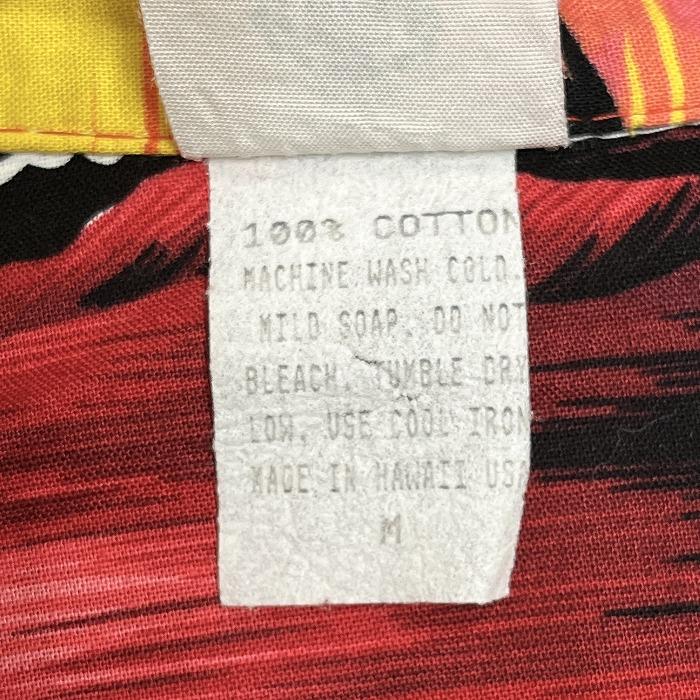 100% COTTON
MACHINE WASH COLD.
MILD SOAP. DO NOT
BLEACH. TUMBLE DRY
LOW. USE COOL IRON
MADE IN HAWAII USA
M